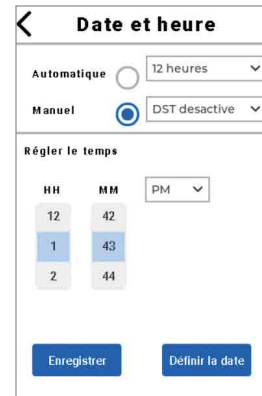 Date et heure
Automatique 12 heures
Manuel DST desactive
Régler le temps
HH MM PM
12 42
1 43
2 44
Enregistrer Définir la date